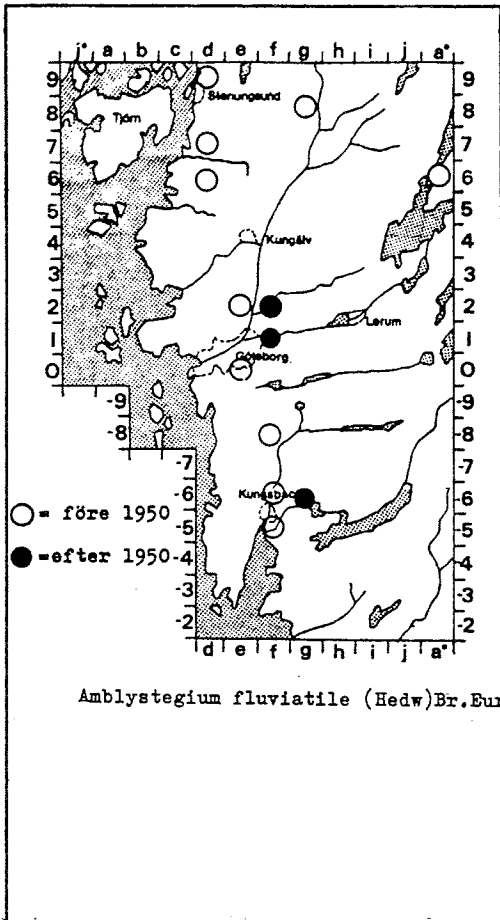 j° a b c d e f g h i j a°
9 9
Stenungsund
8 8
Tjörn
7 7
6 6
5 5
4 Kungälv 4
3 3
2 2
Lerum
1 1
Göteborg
0 0
-9 -9
-8 -8
-7 -7
-6 -6
○ = före 1950
-5 -5
● =efter 1950 -4 -4
-3 -3
-2 -2
d e f g h i j a°
Amblystegium fluviatile (Hedw)Br.Eur